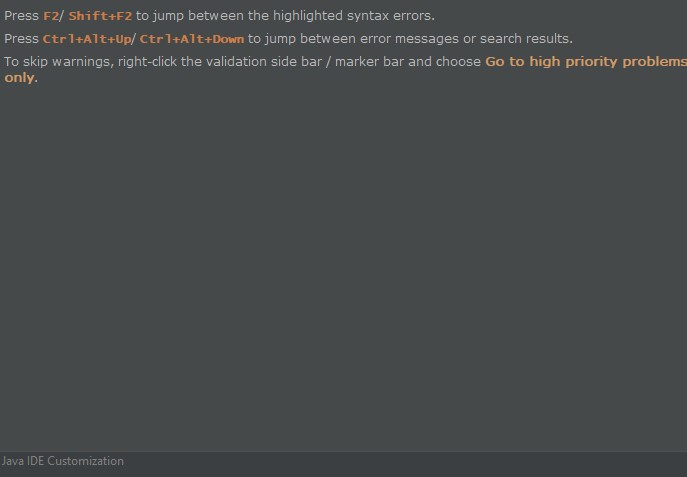 Press F2/ Shift+F2 to jump between the highlighted syntax errors.
Press Ctrl+Alt+Up/ Ctrl+Alt+Down to jump between error messages or search results.
To skip warnings, right-click the validation side bar / marker bar and choose Go to high priority problems
only.
Java IDE Customization